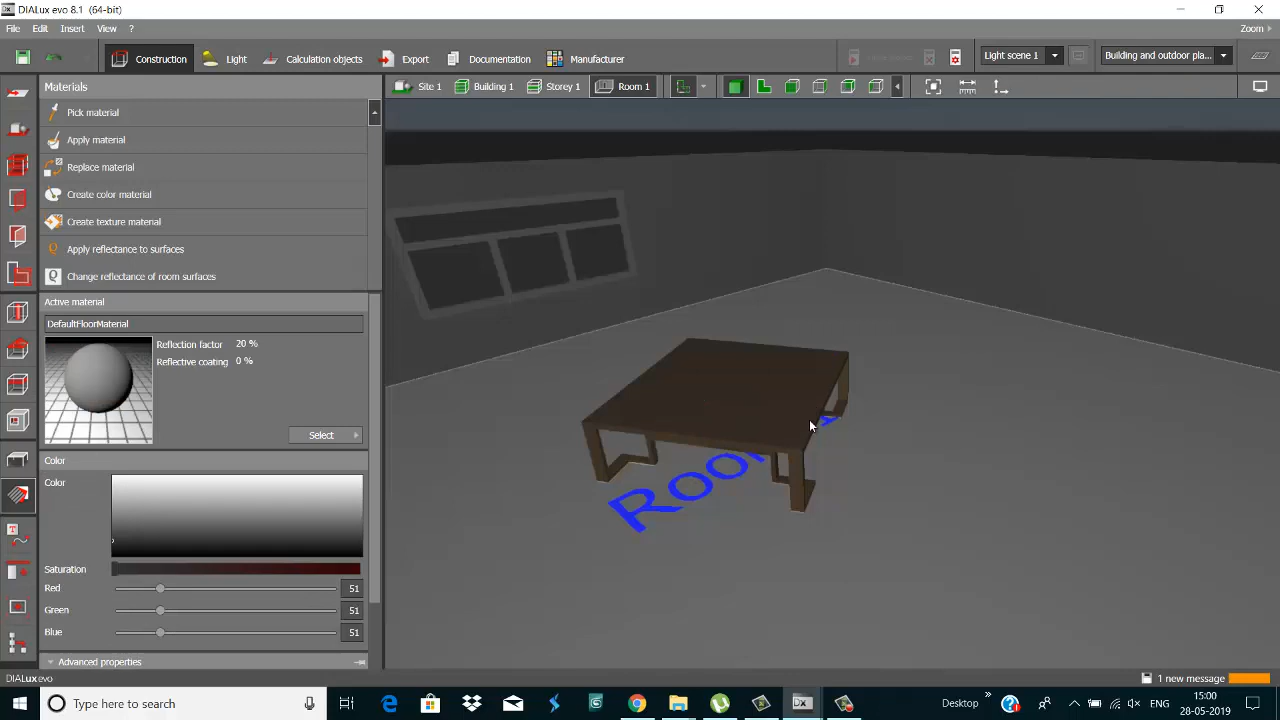 DIALux evo 8.1 (64-bit)
File Edit Insert View ?
Zoom
Construction Light Calculation objects Export Documentation Manufacturer
Light scene 1
Building and outdoor pla...
Materials
Site 1 Building 1 Storey 1 Room 1
Pick material
Apply material
Replace material
Create color material
Create texture material
Apply reflectance to surfaces
Change reflectance of room surfaces
Active material
DefaultFloorMaterial
Reflection factor 20 %
Reflective coating 0 %
Select
Color
Color
Saturation
Red 51
Green 51
Blue 51
Advanced properties
Room
DIALux evo
1 new message
Type here to search
Desktop
ENG
15:00
28-05-2019